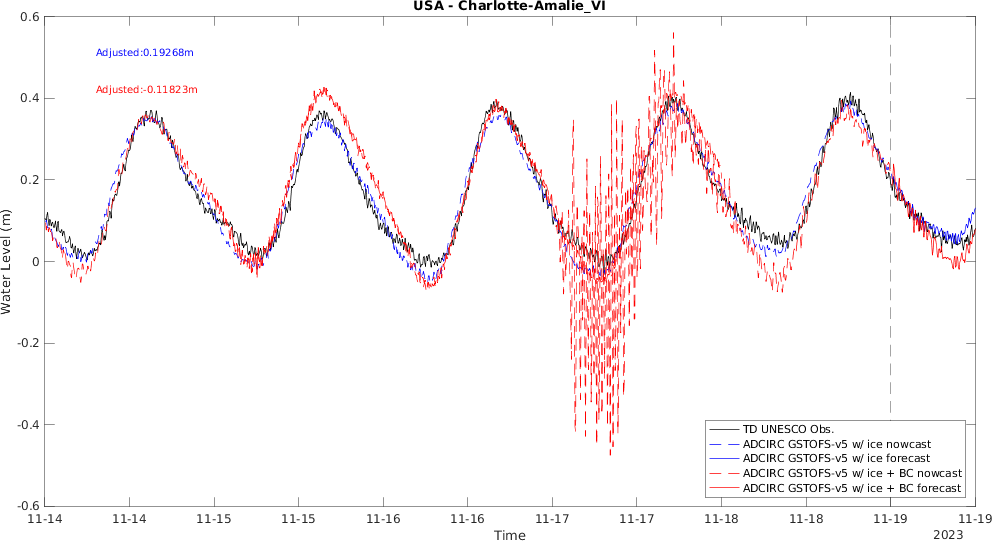 USA - Charlotte-Amalie_VI
Adjusted:0.19268m
Adjusted:-0.11823m
0.6
0.4
0.2
0
-0.2
-0.4
-0.6
Water Level (m)
TD UNESCO Obs.
ADCIRC GSTOFS-v5 w/ ice nowcast
ADCIRC GSTOFS-v5 w/ ice forecast
ADCIRC GSTOFS-v5 w/ ice + BC nowcast
ADCIRC GSTOFS-v5 w/ ice + BC forecast
11-14 11-14 11-15 11-15 11-16 11-16 11-17 11-17 11-18 11-18 11-19 11-19
Time
2023